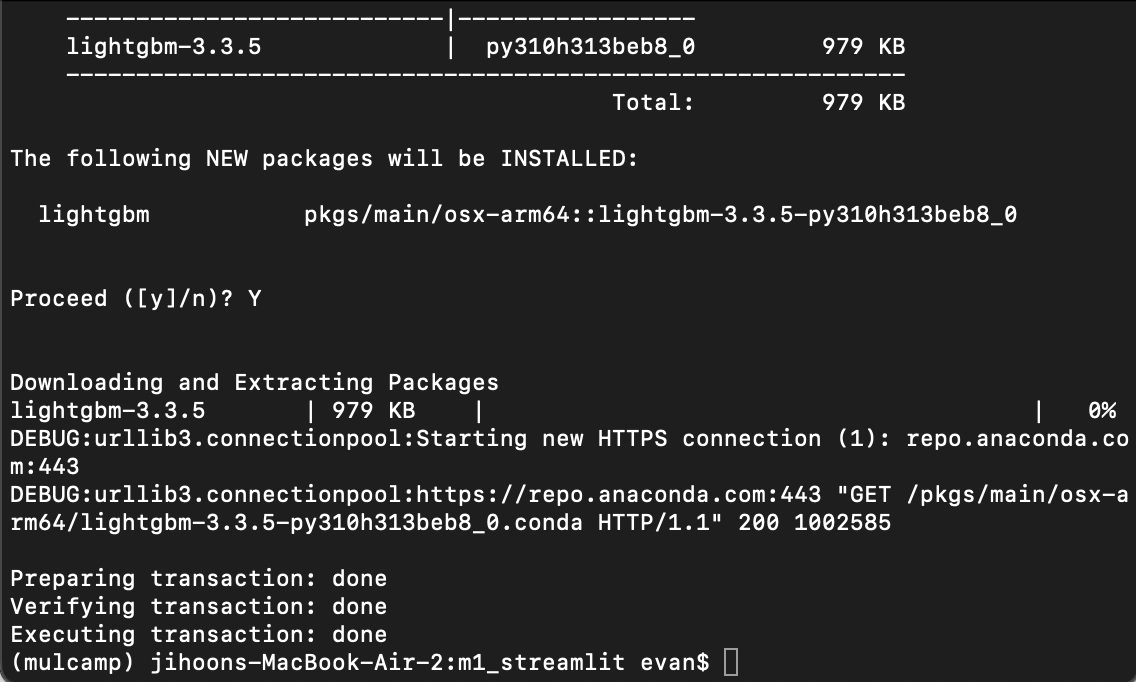 ---------------------------|-----------------
lightgbm-3.3.5             |  py310h313beb8_0         979 KB
------------------------------------------------------------
                                       Total:         979 KB
The following NEW packages will be INSTALLED:
  lightgbm           pkgs/main/osx-arm64::lightgbm-3.3.5-py310h313beb8_0
Proceed ([y]/n)? Y
Downloading and Extracting Packages
lightgbm-3.3.5       | 979 KB    |                                       |   0%
DEBUG:urllib3.connectionpool:Starting new HTTPS connection (1): repo.anaconda.co
m:443
DEBUG:urllib3.connectionpool:https://repo.anaconda.com:443 "GET /pkgs/main/osx-a
rm64/lightgbm-3.3.5-py310h313beb8_0.conda HTTP/1.1" 200 1002585
Preparing transaction: done
Verifying transaction: done
Executing transaction: done
(mulcamp) jihoons-MacBook-Air-2:m1_streamlit evan$